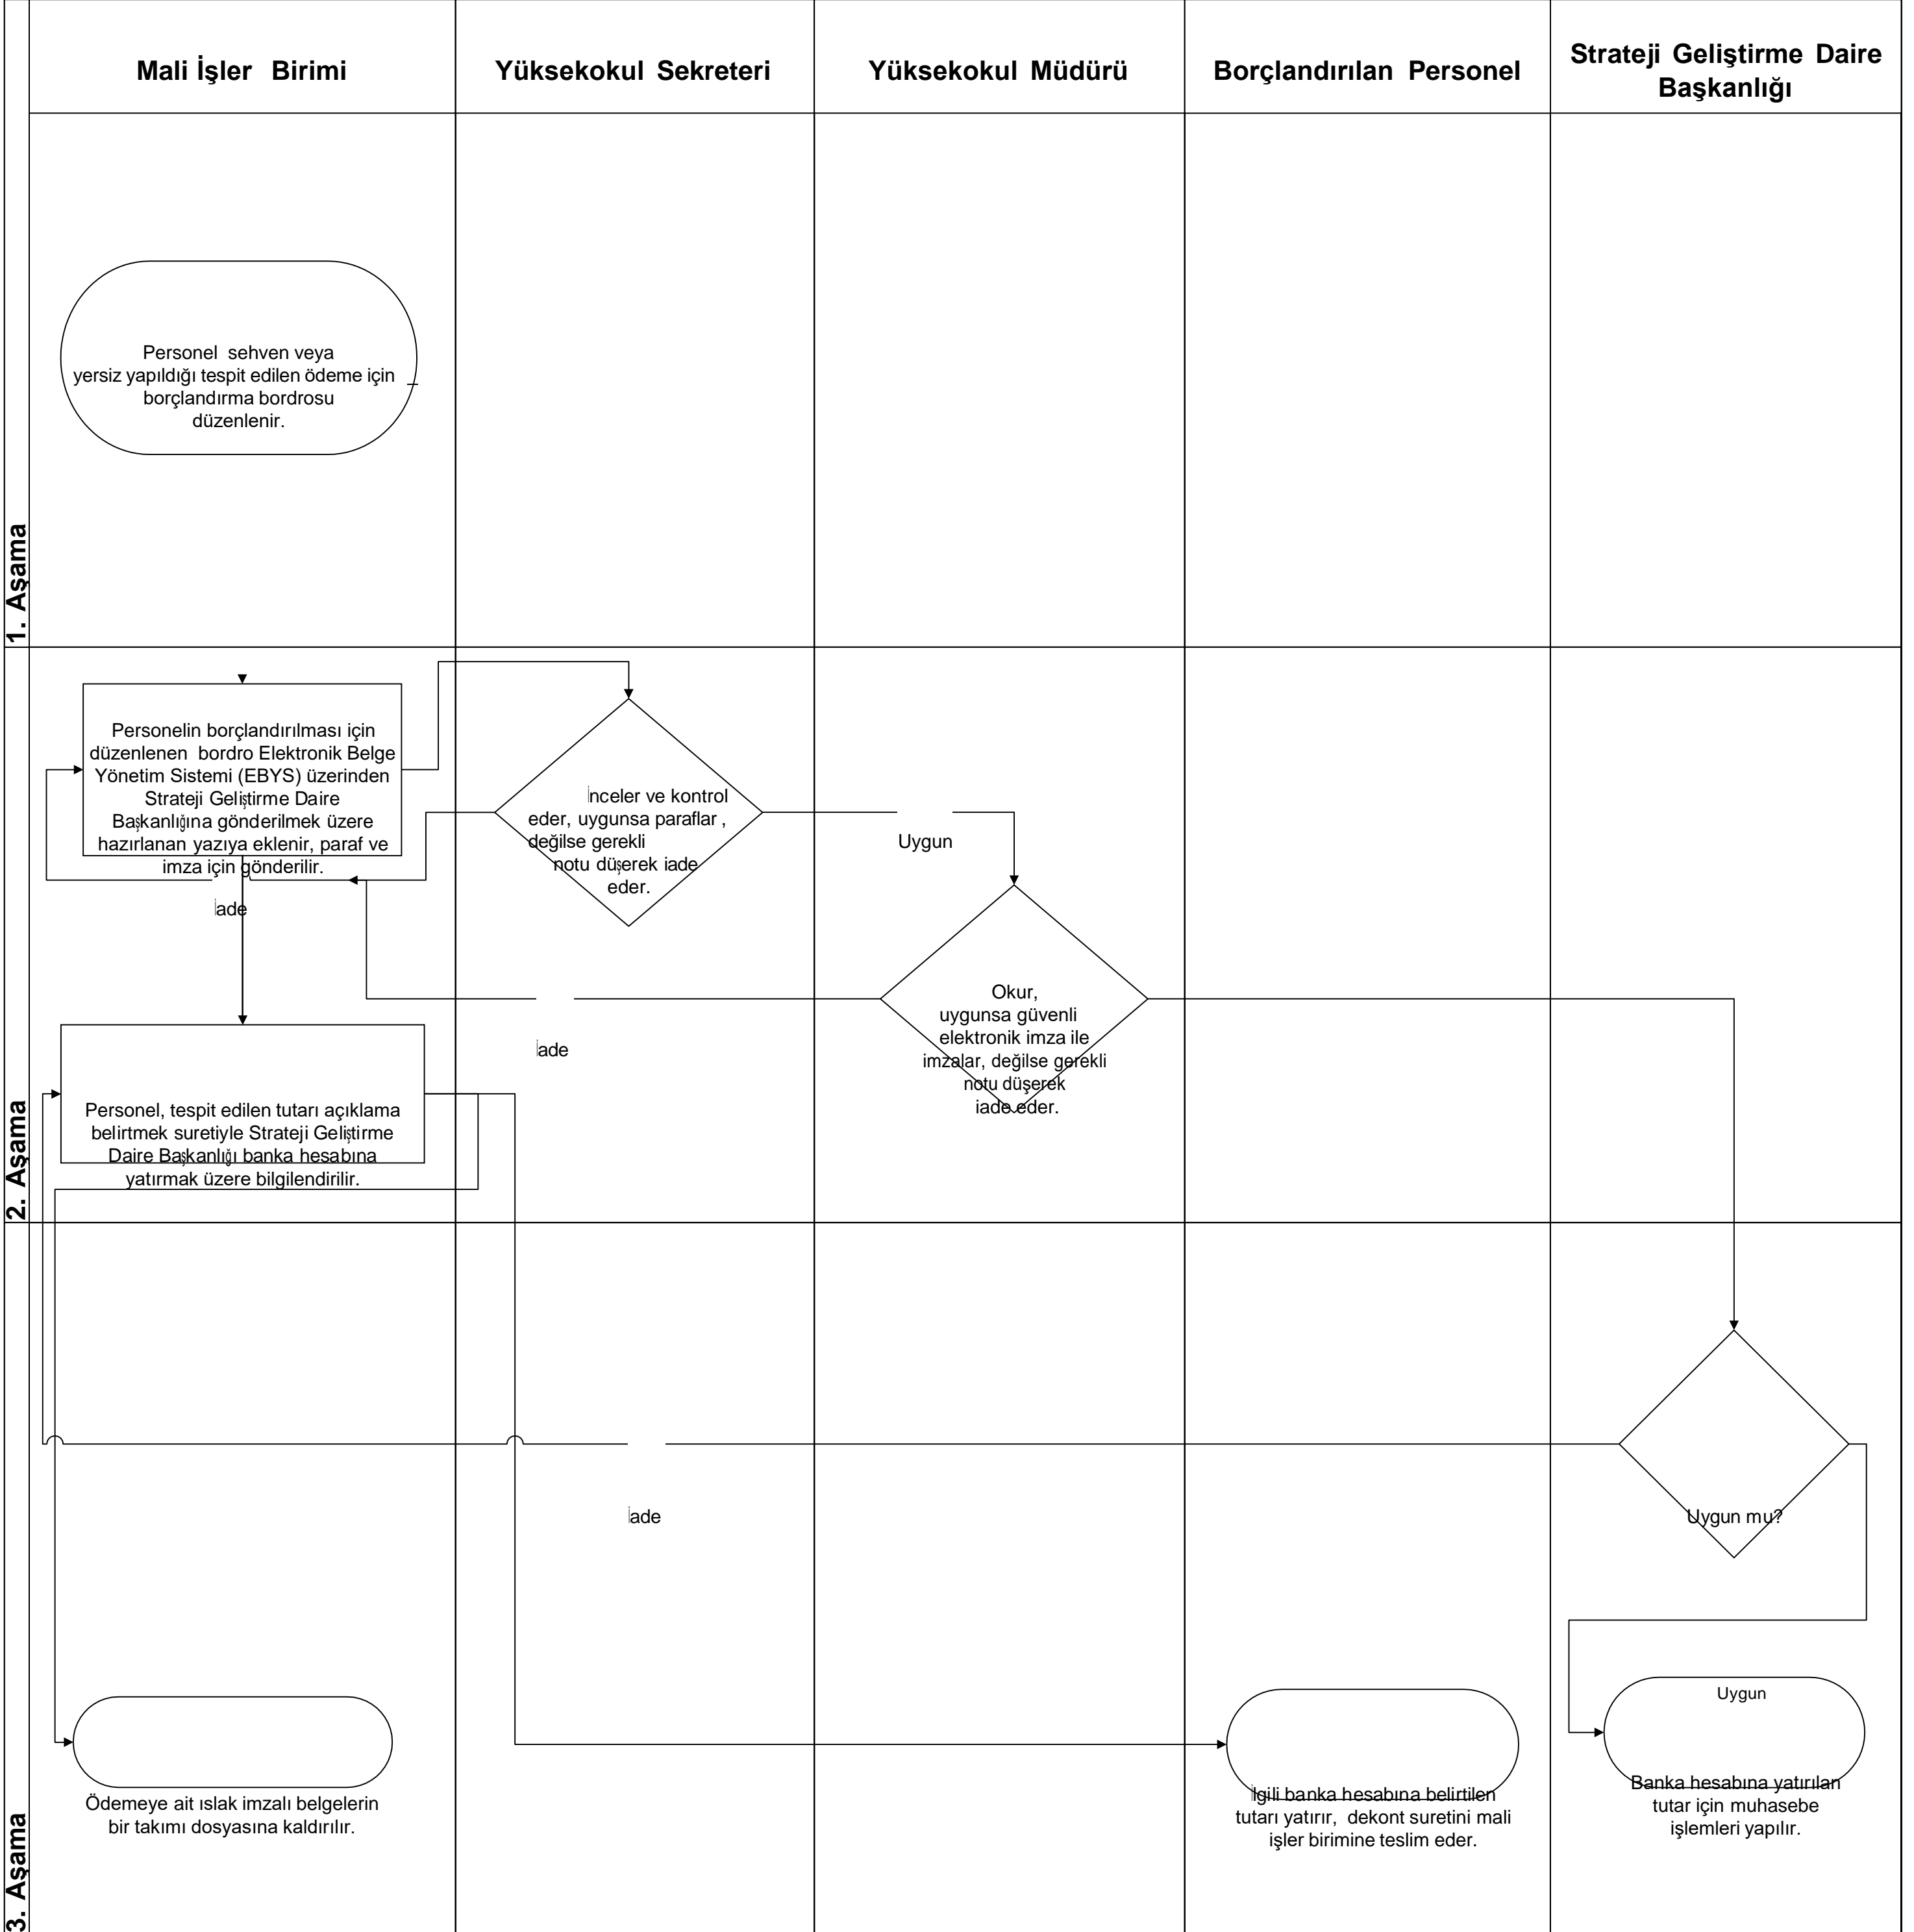 Mali İşler Birimi
Yüksekokul Sekreteri
Yüksekokul Müdürü
Borçlandırılan Personel
Strateji Geliştirme Daire
Başkanlığı
1. Aşama
Personel sehven veya
yersiz yapıldığı tespit edilen ödeme için
borçlandırma bordrosu
düzenlenir.
2. Aşama
Personelin borçlandırılması için
düzenlenen bordro Elektronik Belge
Yönetim Sistemi (EBYS) üzerinden
Strateji Geliştirme Daire
Başkanlığına gönderilmek üzere
hazırlanan yazıya eklenir, paraf ve
imza için gönderilir.
İade
İnceler ve kontrol
eder, uygunsa paraflar ,
değilse gerekli
notu düşerek iade
eder.
Uygun
Okur,
uygunsa güvenli
elektronik imza ile
imzalar, değilse gerekli
notu düşerek
iade eder.
İade
Personel, tespit edilen tutarı açıklama
belirtmek suretiyle Strateji Geliştirme
Daire Başkanlığı banka hesabına
yatırmak üzere bilgilendirilir.
3. Aşama
İade
Uygun mu?
Uygun
Ödemeye ait ıslak imzalı belgelerin
bir takımı dosyasına kaldırılır.
İlgili banka hesabına belirtilen
tutarı yatırır, dekont suretini mali
işler birimine teslim eder.
Banka hesabına yatırılan
tutar için muhasebe
işlemleri yapılır.